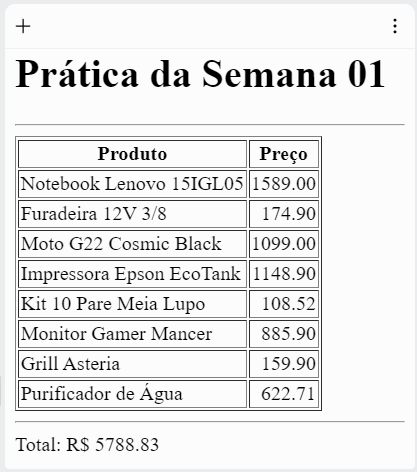 Prática da Semana 01
Produto Preço
Notebook Lenovo 15IGL05 1589.00
Furadeira 12V 3/8 174.90
Moto G22 Cosmic Black 1099.00
Impressora Epson EcoTank 1148.90
Kit 10 Pare Meia Lupo 108.52
Monitor Gamer Mancer 885.90
Grill Asteria 159.90
Purificador de Água 622.71
Total: R$ 5788.83